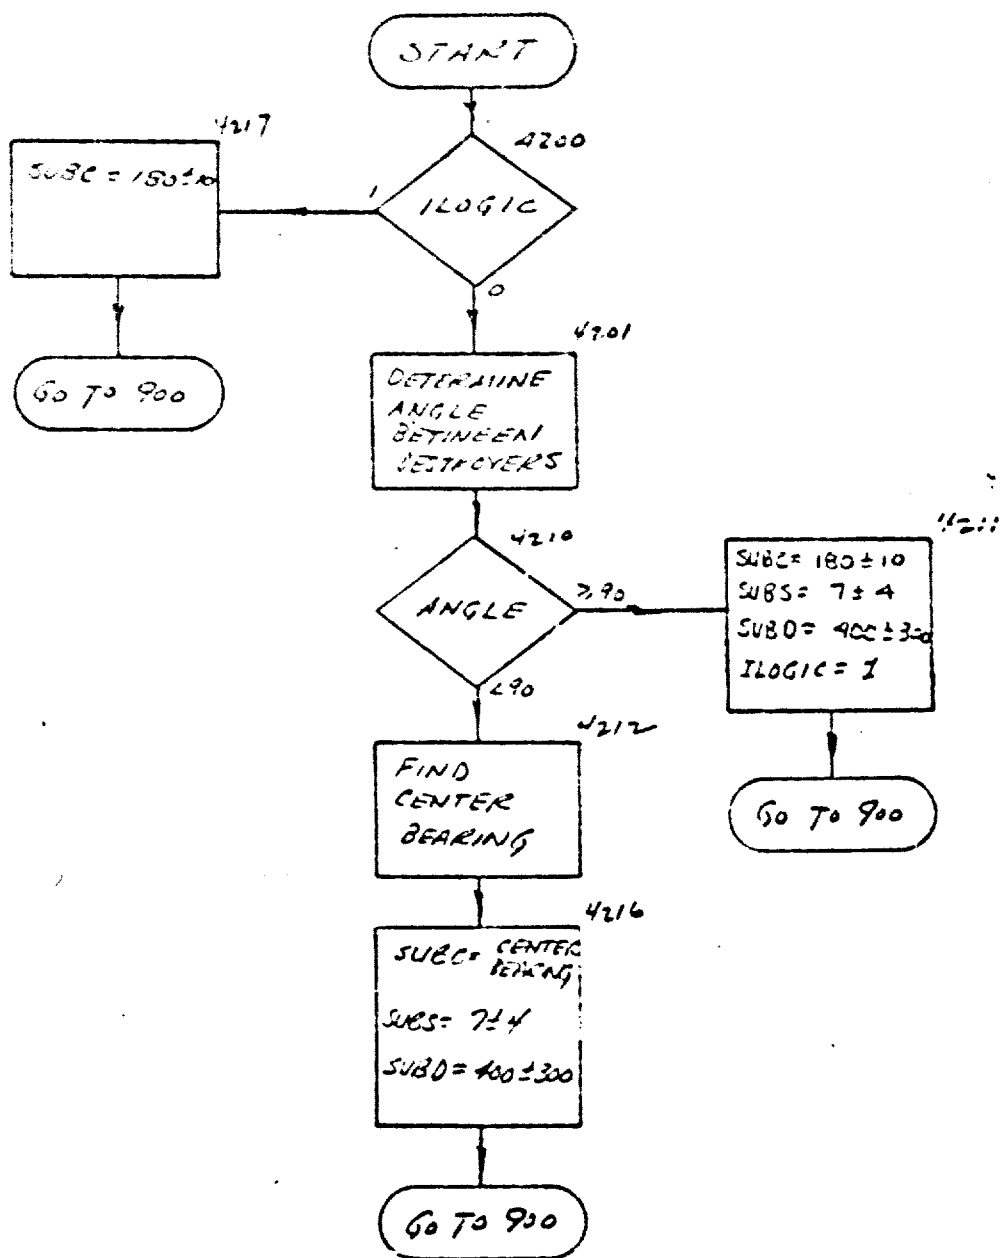 START
4200
ILOGIC
1
0
4217
SUBC = 180±10
GO TO 900
4201
DETERMINE
ANGLE
BETWEEN
DESTROYERS
4210
ANGLE
≥90
<90
4211
SUBC= 180±10
SUBS= 7±4
SUBD= 400±300
ILOGIC = 1
GO TO 900
4212
FIND
CENTER
BEARING
4216
SUBC= CENTER
BEARING
SUBS= 7±4
SUBD= 400±300
GO TO 900